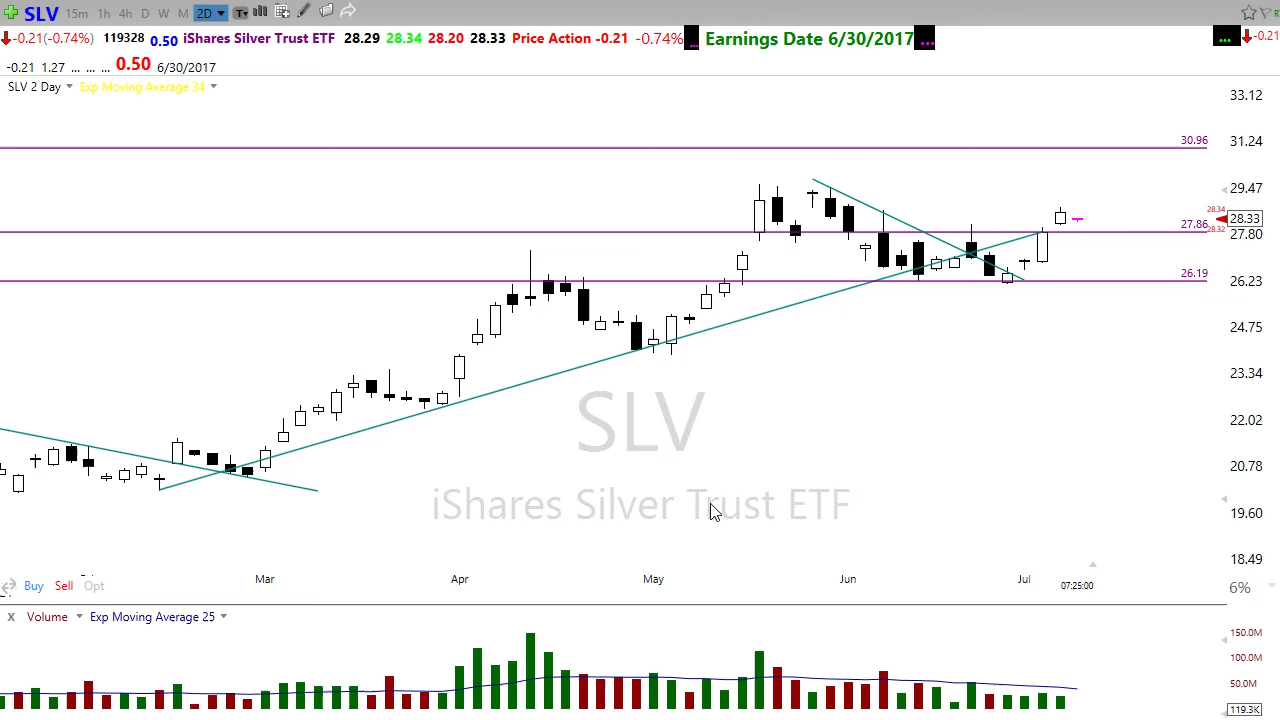 SLV 15m 1h 4h D W M 2D T
-0.21(-0.74%) 119328 0.50 iShares Silver Trust ETF 28.29 28.34 28.20 28.33 Price Action -0.21 -0.74% ... Earnings Date 6/30/2017 ... ... -0.21
-0.21 1.27 ... ... ... 0.50 6/30/2017
SLV 2 Day Exp Moving Average 34
33.12
30.96
31.24
29.47
28.34
28.33
27.86
28.32
27.80
26.19
26.23
24.75
23.34
SLV
22.02
20.78
iShares Silver Trust ETF
19.60
18.49
Mar Apr May Jun Jul
Buy Sell Opt
07:25:00
6%
X Volume Exp Moving Average 25
150.0M
100.0M
50.0M
119.3K